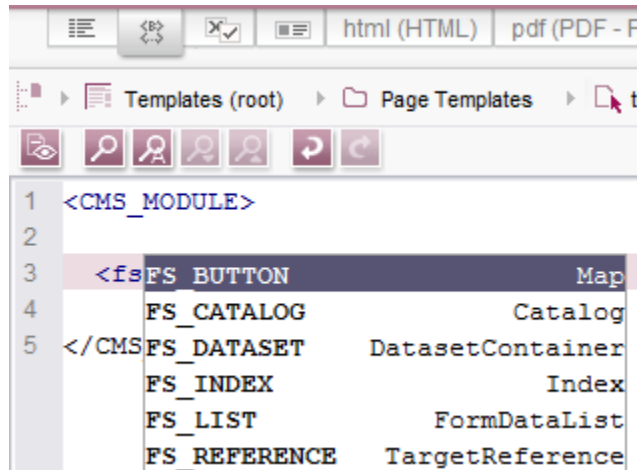 html (HTML) pdf (PDF - F
Templates (root) Page Templates t
1 <CMS_MODULE>
2
3 <fs FS_BUTTON Map
4 FS_CATALOG Catalog
5 </CMS FS_DATASET DatasetContainer
FS_INDEX Index
FS_LIST FormDataList
FS_REFERENCE TargetReference